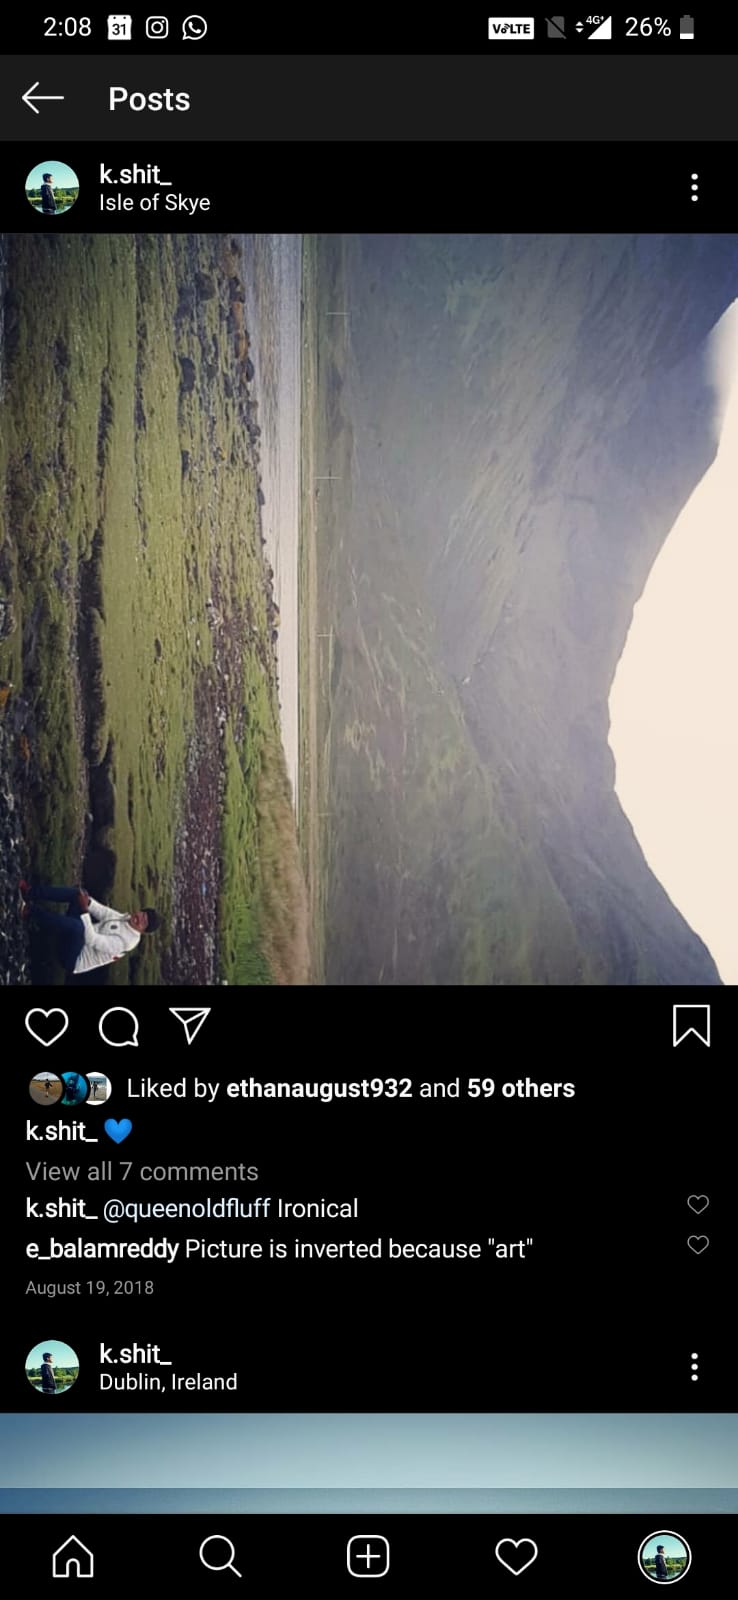 2:08 31 VoLTE 4G+ 26%
Posts
k.shit_
Isle of Skye
Liked by ethanaugust932 and 59 others
k.shit_ 💙
View all 7 comments
k.shit_ @queenoldfluff Ironical
e_balamreddy Picture is inverted because "art"
August 19, 2018
k.shit_
Dublin, Ireland